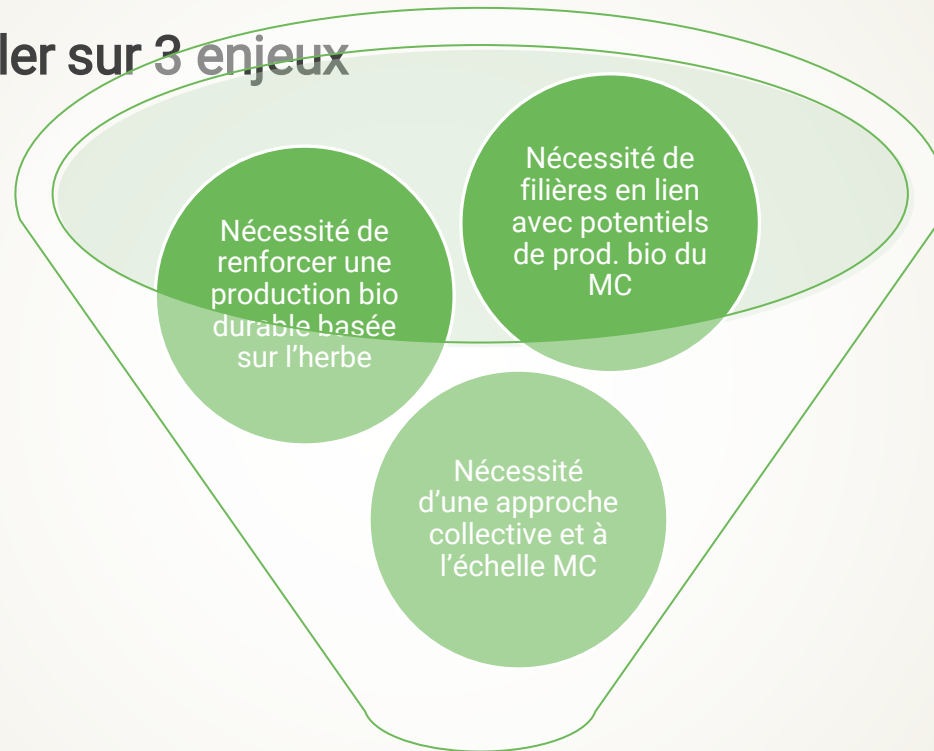 ler sur 3 enjeux
Nécessité de
renforcer une
production bio
durable basée
sur l’herbe
Nécessité de
filières en lien
avec potentiels
de prod. bio du
MC
Nécessité
d’une approche
collective et à
l’échelle MC